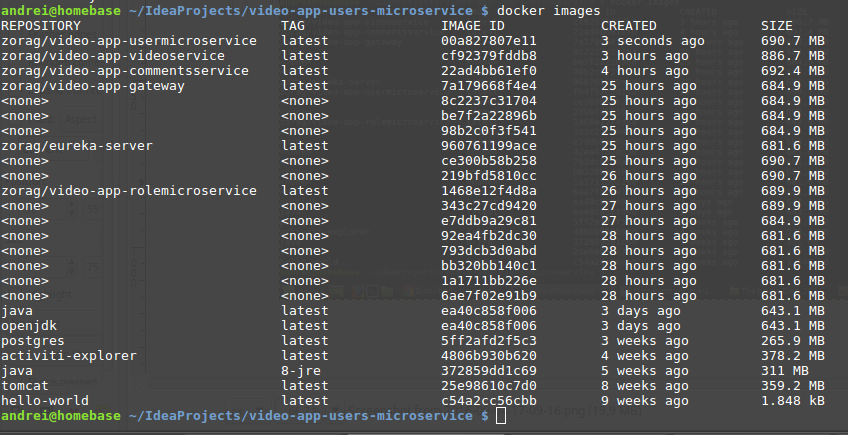 andrei@homebase ~/IdeaProjects/video-app-users-microservice $ docker images
REPOSITORY TAG IMAGE ID CREATED SIZE
zorag/video-app-usermicroservice latest 00a827807e11 3 seconds ago 690.7 MB
zorag/video-app-videoservice latest cf92379fddb8 3 hours ago 886.7 MB
zorag/video-app-commentsservice latest 22ad4bb61ef0 4 hours ago 692.4 MB
zorag/video-app-gateway latest 7a179668f4e4 25 hours ago 684.9 MB
<none> <none> 8c2237c31704 25 hours ago 684.9 MB
<none> <none> be7f2a22896b 25 hours ago 684.9 MB
<none> <none> 98b2c0f3f541 25 hours ago 684.9 MB
zorag/eureka-server latest 960761199ace 25 hours ago 681.6 MB
<none> <none> ce300b58b258 25 hours ago 690.7 MB
<none> <none> 219bfd5810cc 26 hours ago 690.7 MB
zorag/video-app-rolemicroservice latest 1468e12f4d8a 26 hours ago 689.9 MB
<none> <none> 343c27cd9420 27 hours ago 689.9 MB
<none> <none> e7ddb9a29c81 27 hours ago 684.9 MB
<none> <none> 92ea4fb2dc30 28 hours ago 681.6 MB
<none> <none> 793dcb3d0abd 28 hours ago 681.6 MB
<none> <none> bb320bb140c1 28 hours ago 681.6 MB
<none> <none> 1a1711bb226e 28 hours ago 681.6 MB
<none> <none> 6ae7f02e91b9 28 hours ago 681.6 MB
java latest ea40c858f006 3 days ago 643.1 MB
openjdk latest ea40c858f006 3 days ago 643.1 MB
postgres latest 5ff2afd2f5c3 3 weeks ago 265.9 MB
activiti-explorer latest 4806b930b620 4 weeks ago 378.2 MB
java 8-jre 372859dd1c69 5 weeks ago 311 MB
tomcat latest 25e98610c7d0 8 weeks ago 359.2 MB
hello-world latest c54a2cc56cbb 9 weeks ago 1.848 kB
andrei@homebase ~/IdeaProjects/video-app-users-microservice $